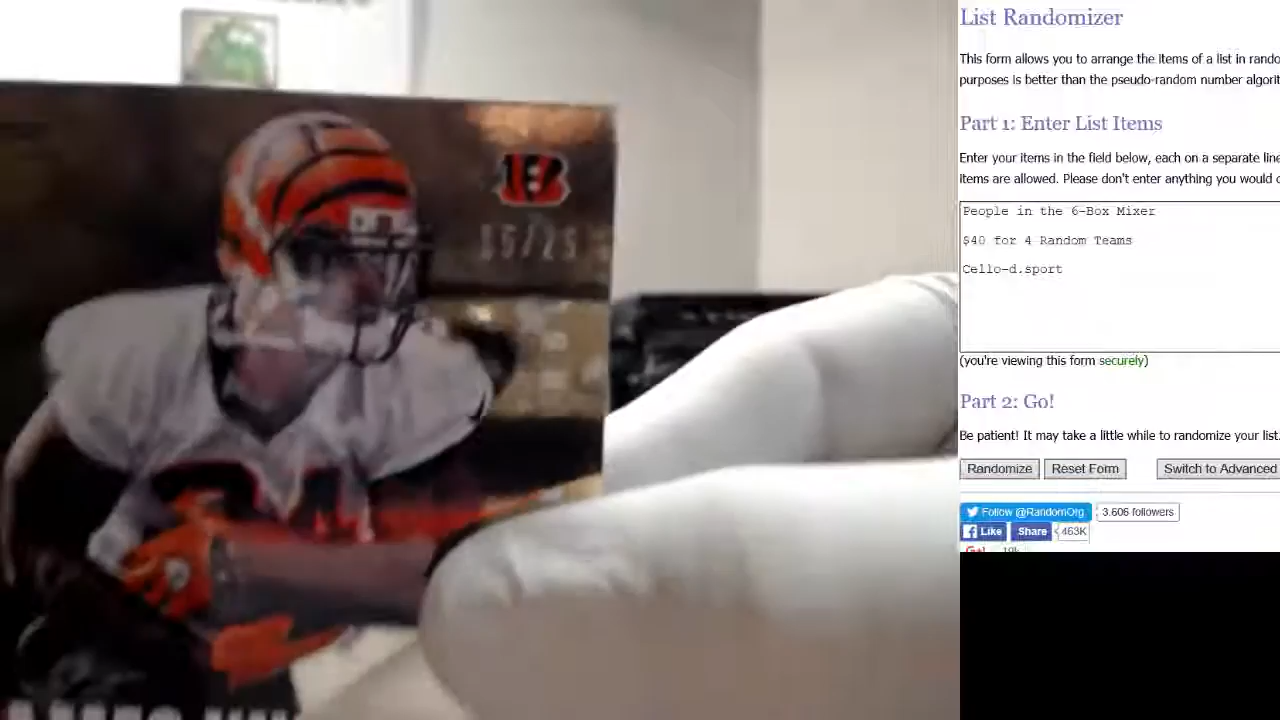 List Randomizer
This form allows you to arrange the items of a list in rando
purposes is better than the pseudo-random number algorit
Part 1: Enter List Items
Enter your items in the field below, each on a separate line
items are allowed. Please don't enter anything you would o
People in the 6-Box Mixer
$40 for 4 Random Teams
Cello-d.sport
(you're viewing this form securely)
Part 2: Go!
Be patient! It may take a little while to randomize your list.
Randomize Reset Form Switch to Advanced
Follow @RandomOrg 3,606 followers
Like Share 463K
B
15/25